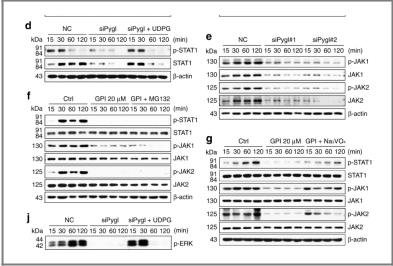 d
NC siPygl siPygl + UDPG
kDa 15 30 60 120 15 30 60 120 15 30 60 120 (min)
91
84
p-STAT1
91
84
STAT1
43 β-actin
f
Ctrl GPI 20 μM GPI + MG132
kDa 15 30 60 120 15 30 60 120 15 30 60 120 (min)
91
84
p-STAT1
91
84
STAT1
130 p-JAK1
130 JAK1
125 p-JAK2
125 JAK2
43 β-actin
j
NC siPygl siPygl + UDPG
kDa 15 30 60 120 15 30 60 120 15 30 60 120 (min)
44
42
p-ERK
e
NC siPygl#1 siPygl#2
kDa 15 30 60 120 15 30 60 120 15 30 60 120 (min)
130 p-JAK1
130 JAK1
125 p-JAK2
125 JAK2
43 β-actin
g
Ctrl GPI 20 μM GPI + Na₃VO₄
kDa 15 30 60 120 15 30 60 120 15 30 60 120 (min)
91
84
p-STAT1
91
84
STAT1
130 p-JAK1
130 JAK1
125 p-JAK2
125 JAK2
43 β-actin